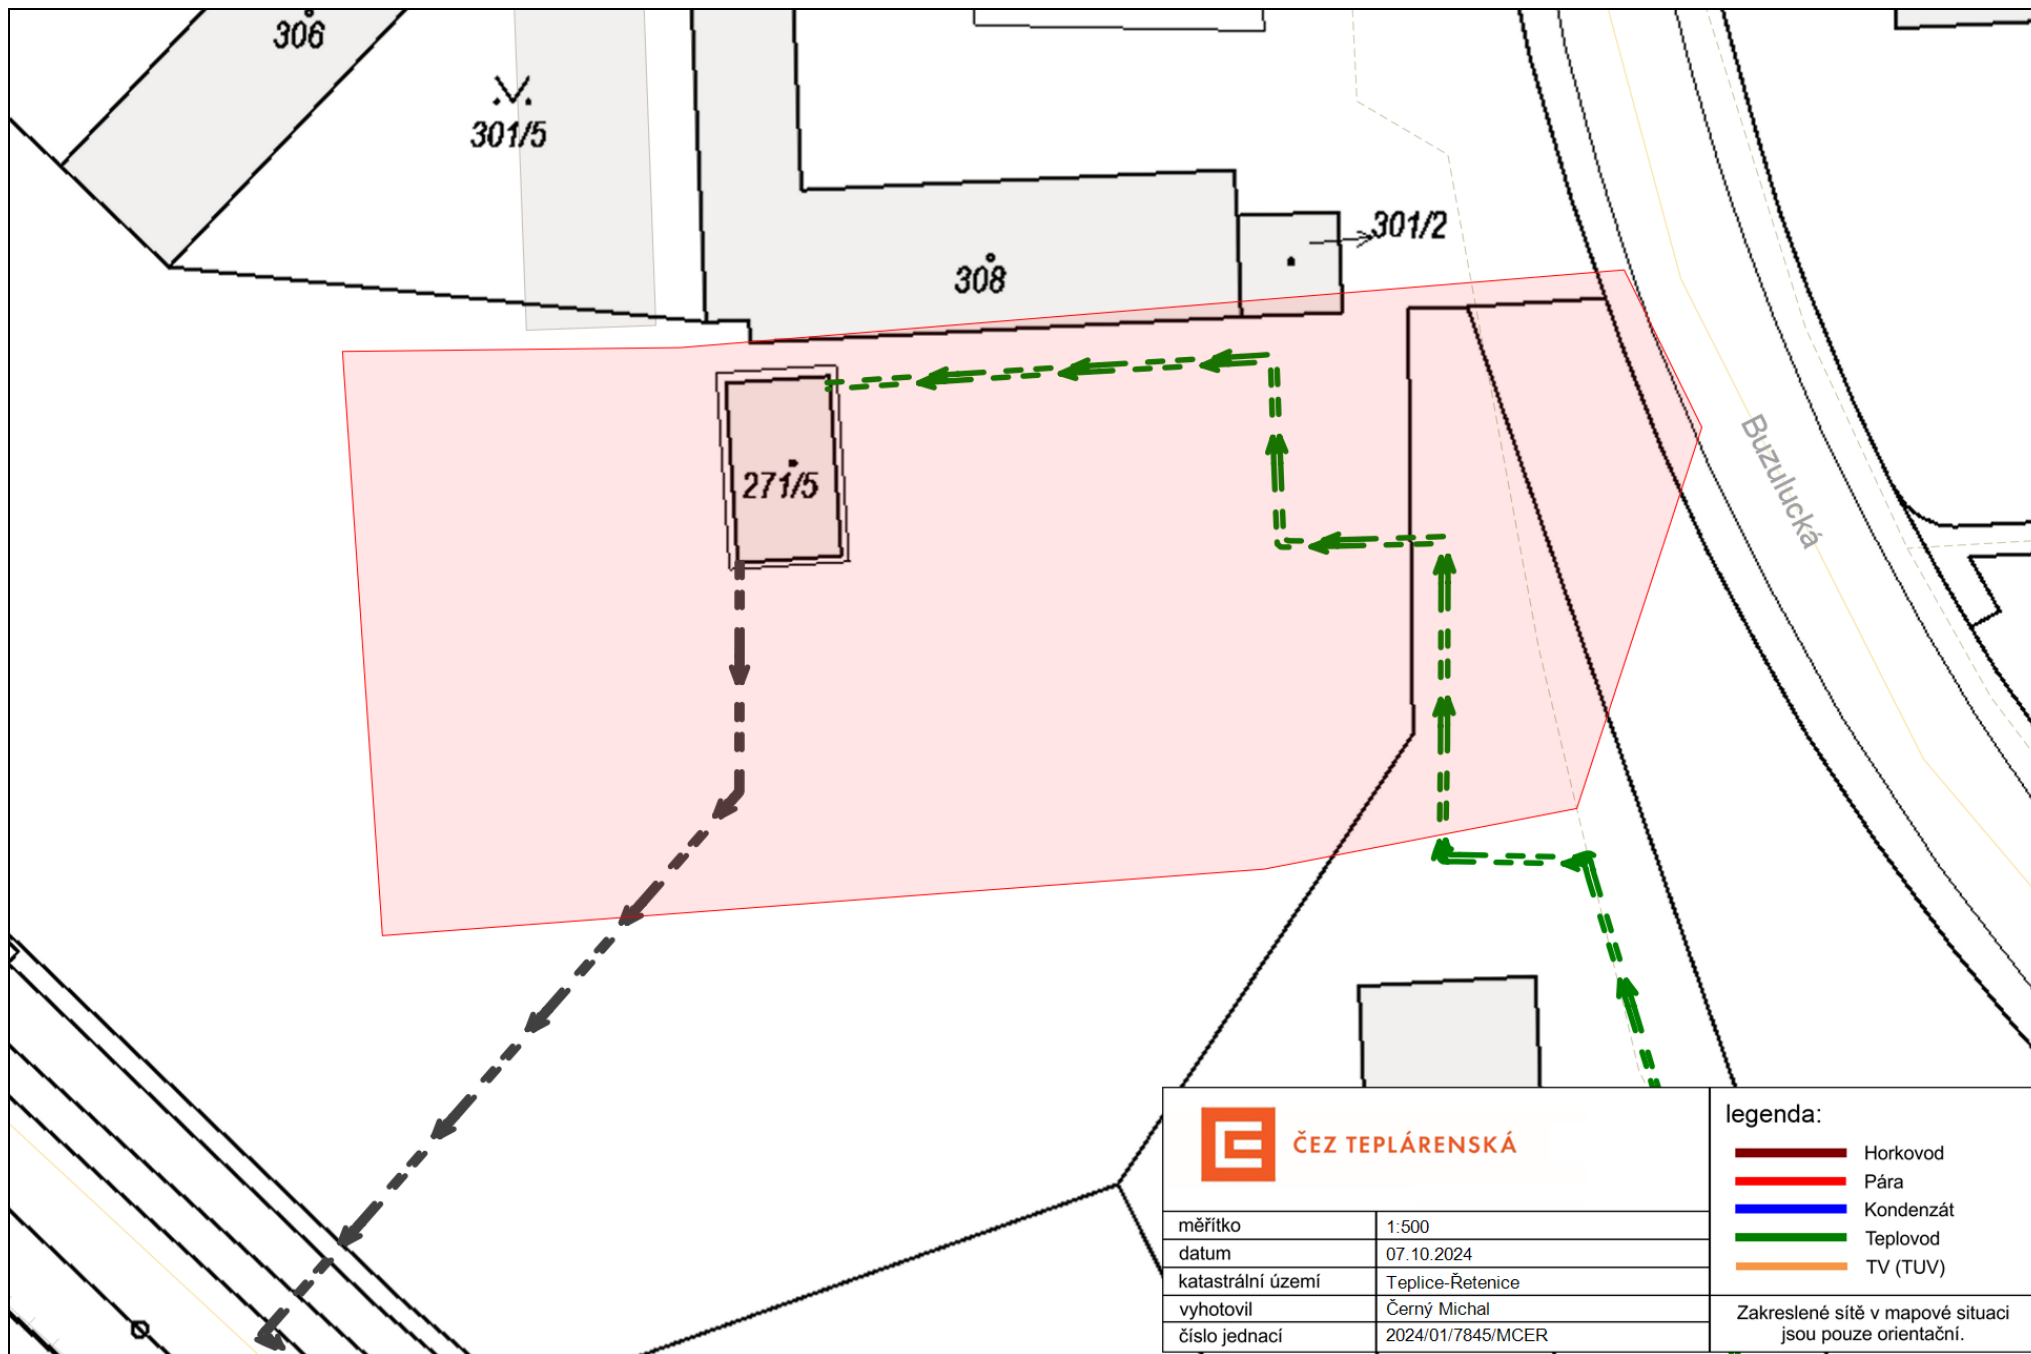 306
301/5
301/2
308
271/5
Buzulucká
ČEZ TEPLÁRENSKÁ
měřítko 1:500
datum 07.10.2024
katastrální území Teplice-Řetenice
vyhotovil Černý Michal
číslo jednací 2024/01/7845/MCER
legenda:
Horkovod
Pára
Kondenzát
Teplovod
TV (TUV)
Zakreslené sítě v mapové situaci
jsou pouze orientační.